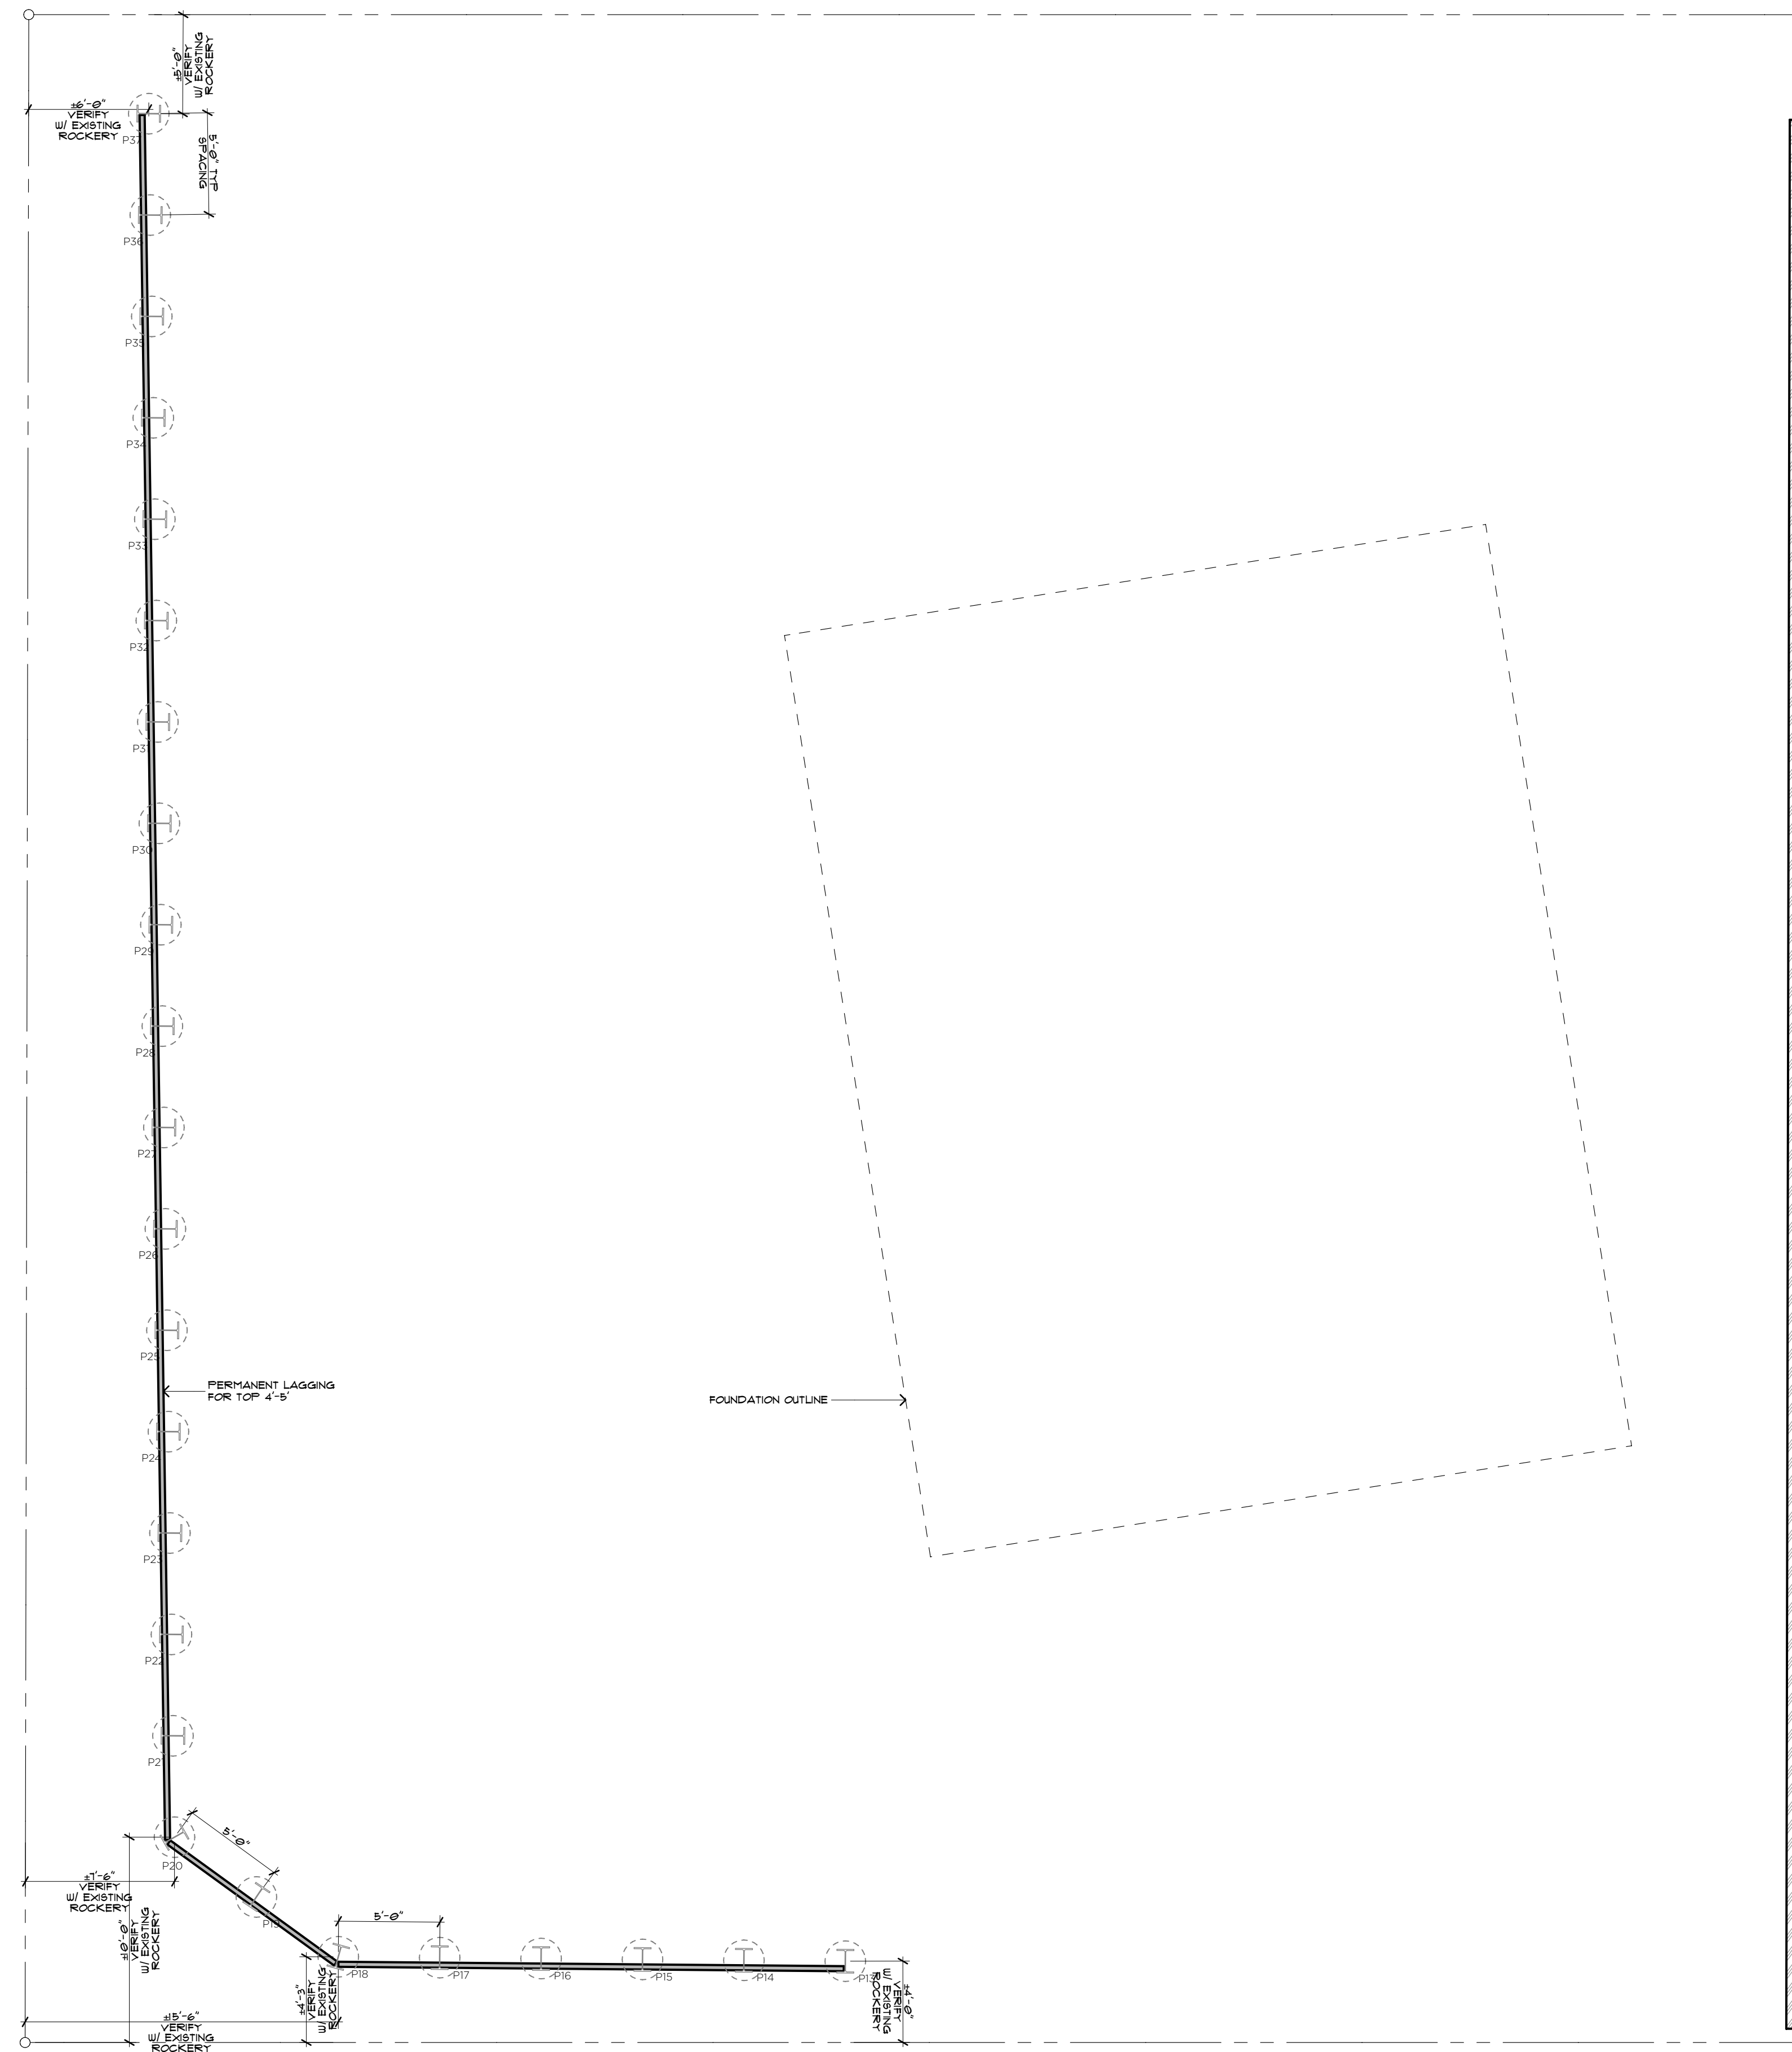 ±5'-0"
VERIFY
W/ EXISTING
ROCKERY
±6'-0"
VERIFY
W/ EXISTING
ROCKERY
P37
5'-0" TYP
SPACING
P36
P35
P34
P33
P32
P31
P30
P29
P28
P27
P26
P25
PERMANENT LAGGING
FOR TOP 4'-5'
FOUNDATION OUTLINE
P24
P23
P22
P21
5'-0"
P20
±7'-6"
VERIFY
W/ EXISTING
ROCKERY
±10'-0"
VERIFY
W/ EXISTING
ROCKERY
P19
5'-0"
P18
P17
P16
P15
P14
P13
±4'-3"
VERIFY
W/ EXISTING
ROCKERY
±4'-0"
VERIFY
W/ EXISTING
ROCKERY
±15'-6"
VERIFY
W/ EXISTING
ROCKERY